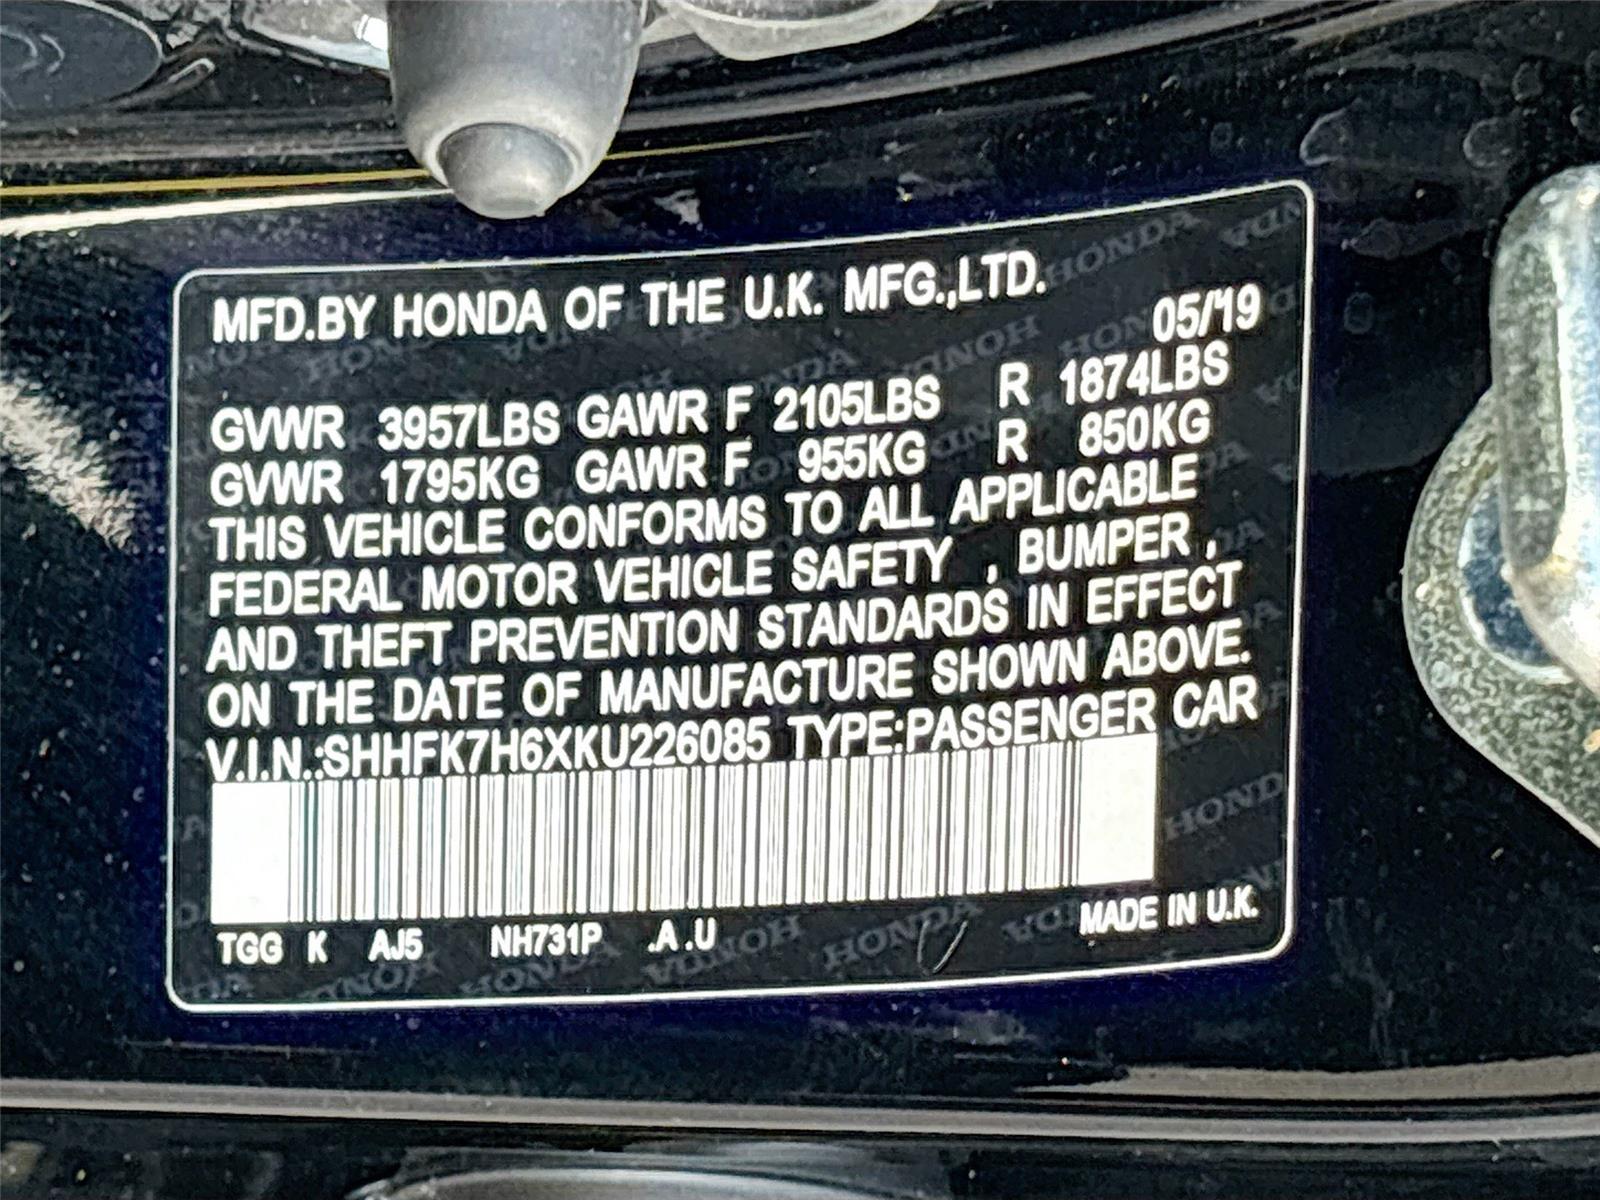 MFD.BY HONDA OF THE U.K. MFG.,LTD.
05/19
GVWR 3957LBS GAWR F 2105LBS R 1874LBS
GVWR 1795KG GAWR F 955KG R 850KG
THIS VEHICLE CONFORMS TO ALL APPLICABLE
FEDERAL MOTOR VEHICLE SAFETY , BUMPER ,
AND THEFT PREVENTION STANDARDS IN EFFECT
ON THE DATE OF MANUFACTURE SHOWN ABOVE.
V.I.N.:SHHFK7H6XKU226085 TYPE:PASSENGER CAR
TGG K AJ5 NH731P .A .U MADE IN U.K.